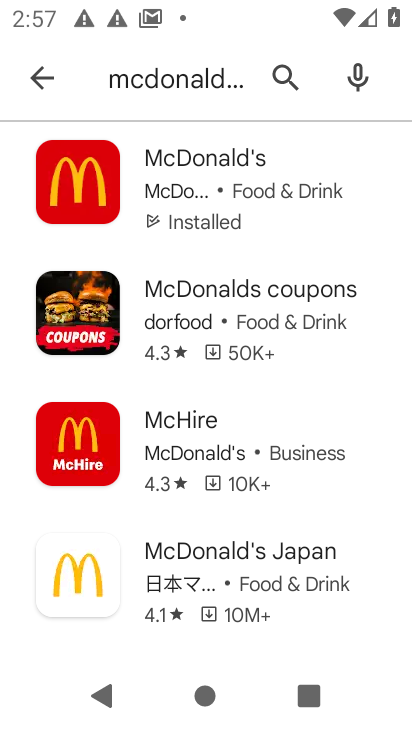 2:57
mcdonald...
McDonald's
McDo... • Food & Drink
Installed
COUPONS
McDonalds coupons
dorfood • Food & Drink
4.3★ 50K+
McHire
McHire
McDonald's • Business
4.3★ 10K+
McDonald's Japan
日本マ... • Food & Drink
4.1★ 10M+